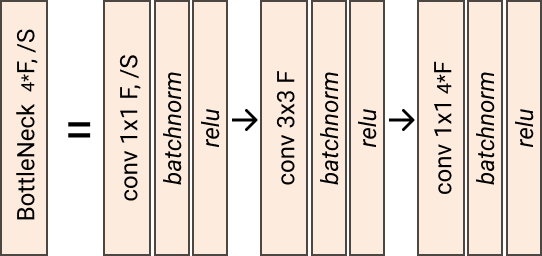 BottleNeck 4*F, /S
=
conv 1x1 F, /S
batchnorm
relu
conv 3x3 F
batchnorm
relu
conv 1x1 4*F
batchnorm
relu